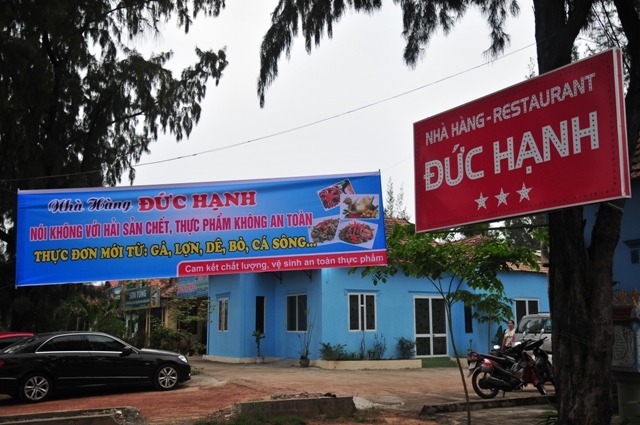 Nhà Hàng ĐỨC HẠNH
NÓI KHÔNG VỚI HẢI SẢN CHẾT, THỰC PHẨM KHÔNG AN TOÀN
THỰC ĐƠN MỚI TỪ: GÀ, LỢN, DÊ, BÒ, CÁ SÔNG...
Cam kết chất lượng, vệ sinh an toàn thực phẩm
NHÀ HÀNG-RESTAURANT
ĐỨC HẠNH